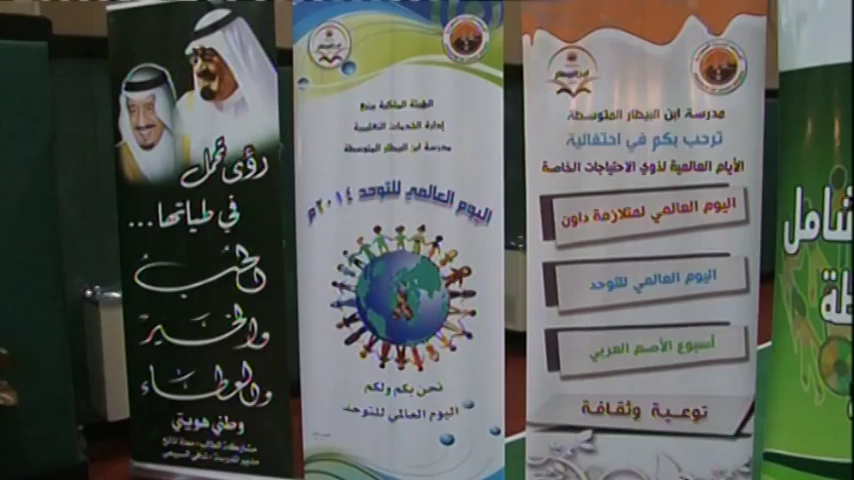 رؤى تحمل
في طياتها...
الحب
والخير
والعطاء
وطني هويتي
الهيئة الملكية بينبع
إدارة الخدمات التعليمية
مدرسة ابن البيطار المتوسطة
اليوم العالمي للتوحد ٢٠١٤م
نحن بكم ولكم
اليوم العالمي للتوحد
مدرسة ابن البيطار المتوسطة
ترحب بكم في احتفالية
الأيام العالمية لذوي الاحتياجات الخاصة
اليوم العالمي لمتلازمة داون
اليوم العالمي للتوحد
أسبوع الأصم العربي
توعية وثقافة